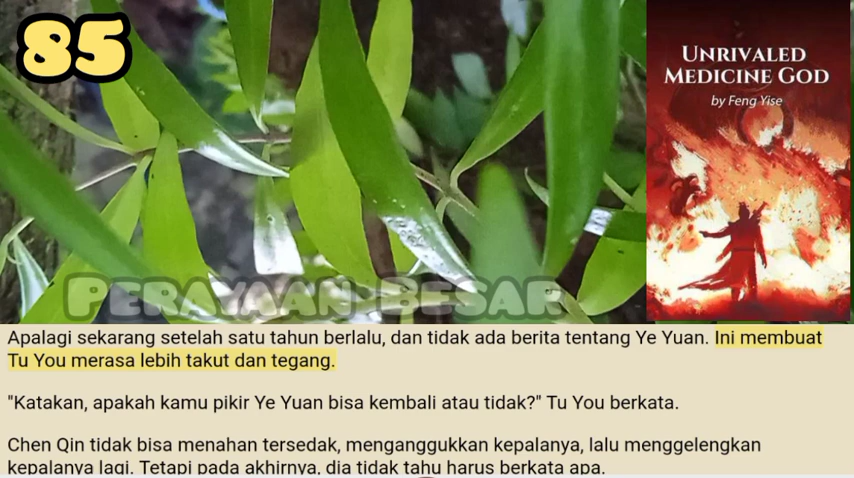 85
UNRIVALED
MEDICINE GOD
by Feng Yise
PERAYAAN BESAR
Apalagi sekarang setelah satu tahun berlalu, dan tidak ada berita tentang Ye Yuan. Ini membuat
Tu You merasa lebih takut dan tegang.
"Katakan, apakah kamu pikir Ye Yuan bisa kembali atau tidak?" Tu You berkata.
Chen Qin tidak bisa menahan tersedak, menganggukkan kepalanya, lalu menggelengkan
kepalanya lagi. Tetapi pada akhirnya, dia tidak tahu harus berkata apa.